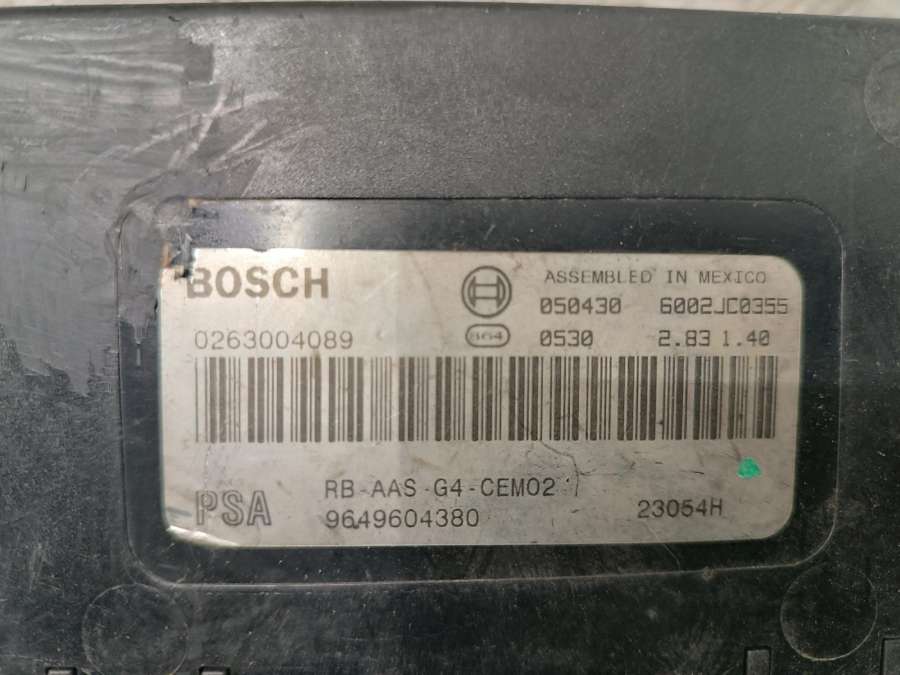 BOSCH
ASSEMBLED IN MEXICO
050430 6002JC0355
0263004089
864 0530 2.83 1.40
RB-AAS-G4-CEM02
PSA 9649604380 23054H